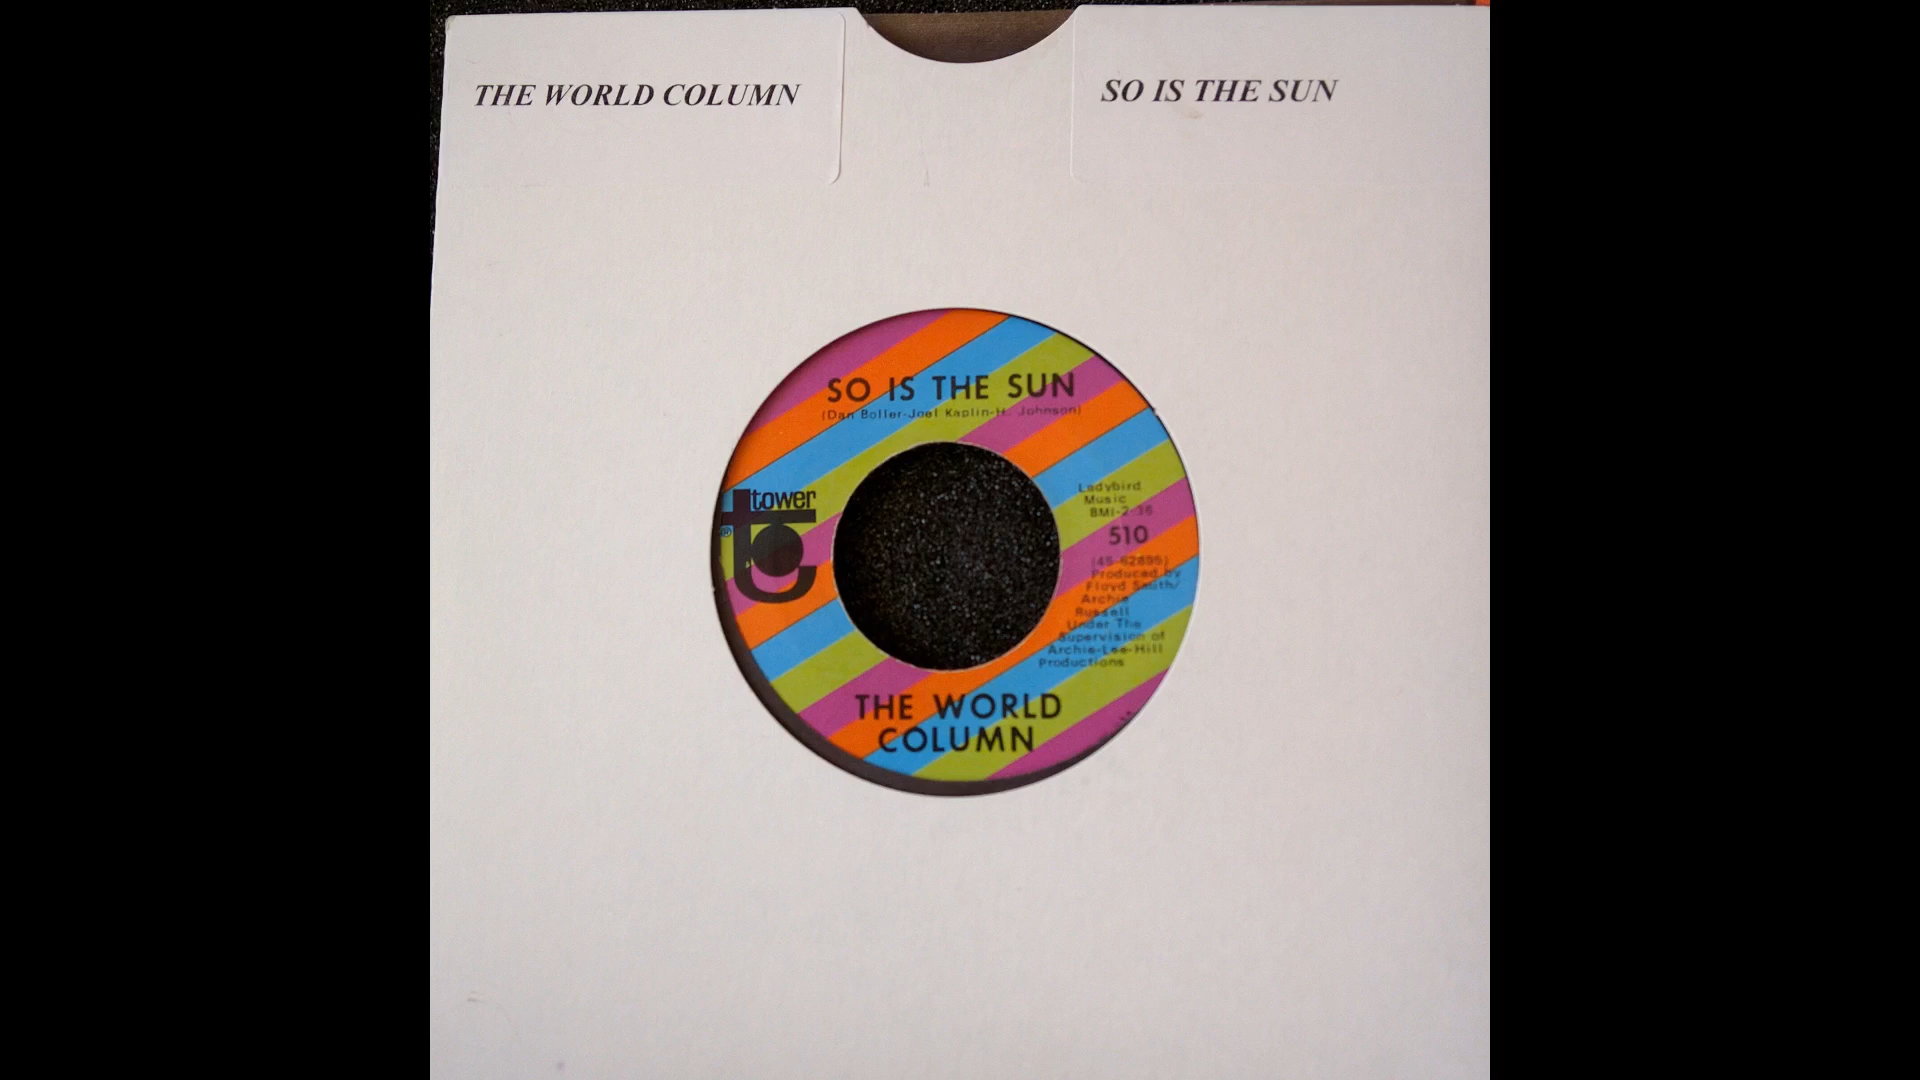 THE WORLD COLUMN
SO IS THE SUN
SO IS THE SUN
(Dan Boller-Joel Kaplin-H. Johnson)
tower
®
Ladybird
Music
BMI-2:36
510
(45-62895)
Produced by
Floyd Smith/
Archie
Russell
Under The
Supervision of
Archie-Lee-Hill
Productions
THE WORLD
COLUMN